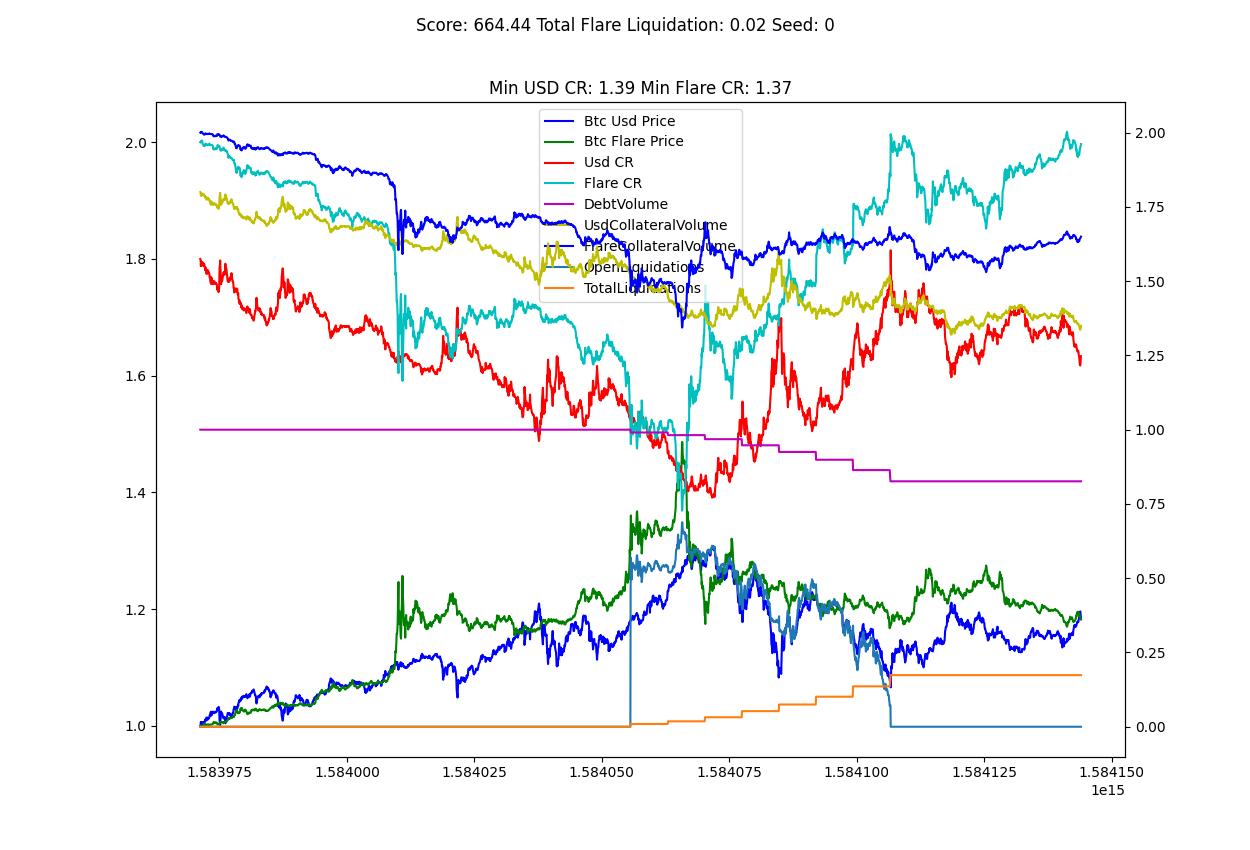 Score: 664.44 Total Flare Liquidation: 0.02 Seed: 0
Min USD CR: 1.39 Min Flare CR: 1.37
Btc Usd Price
Btc Flare Price
Usd CR
Flare CR
DebtVolume
UsdCollateralVolume
FlareCollateralVolume
OpenLiquidations
TotalLiquidations
2.0
1.8
1.6
1.4
1.2
1.0
2.00
1.75
1.50
1.25
1.00
0.75
0.50
0.25
0.00
1.583975 1.584000 1.584025 1.584050 1.584075 1.584100 1.584125 1.584150
1e15